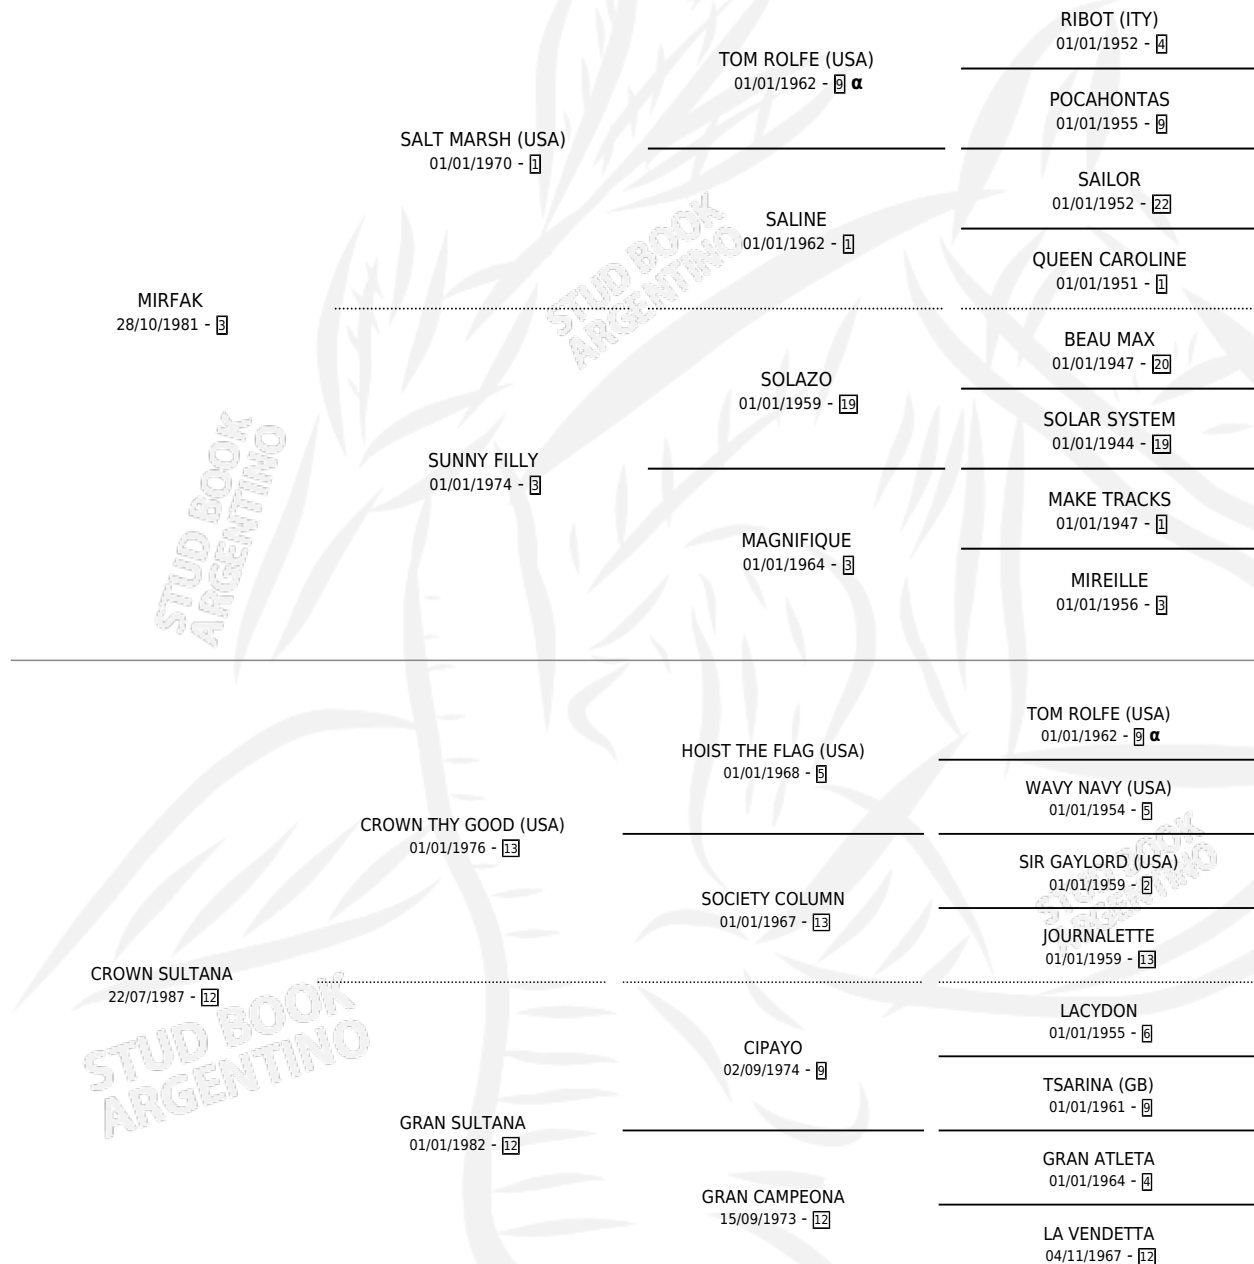 RIBOT (ITY)
01/01/1952 - 4
TOM ROLFE (USA)
01/01/1962 - 9 α
POCAHONTAS
01/01/1955 - 9
SALT MARSH (USA)
01/01/1970 - 1
SAILOR
01/01/1952 - 22
SALINE
01/01/1962 - 1
QUEEN CAROLINE
01/01/1951 - 1
MIRFAK
28/10/1981 - 3
BEAU MAX
01/01/1947 - 20
SOLAZO
01/01/1959 - 19
SOLAR SYSTEM
01/01/1944 - 19
SUNNY FILLY
01/01/1974 - 3
MAKE TRACKS
01/01/1947 - 1
MAGNIFIQUE
01/01/1964 - 3
MIREILLE
01/01/1956 - 3
STUD BOOK
ARGENTINO
STUD BOOK
ARGENTINO
TOM ROLFE (USA)
01/01/1962 - 9 α
HOIST THE FLAG (USA)
01/01/1968 - 5
WAVY NAVY (USA)
01/01/1954 - 5
CROWN THY GOOD (USA)
01/01/1976 - 13
SIR GAYLORD (USA)
01/01/1959 - 2
SOCIETY COLUMN
01/01/1967 - 13
JOURNALETTE
01/01/1959 - 13
CROWN SULTANA
22/07/1987 - 12
LACYDON
01/01/1955 - 6
CIPAYO
02/09/1974 - 9
TSARINA (GB)
01/01/1961 - 9
GRAN SULTANA
01/01/1982 - 12
GRAN ATLETA
01/01/1964 - 4
GRAN CAMPEONA
15/09/1973 - 12
LA VENDETTA
04/11/1967 - 12
STUD BOOK
ARGENTINO
STUD BOOK
ARGENTINO